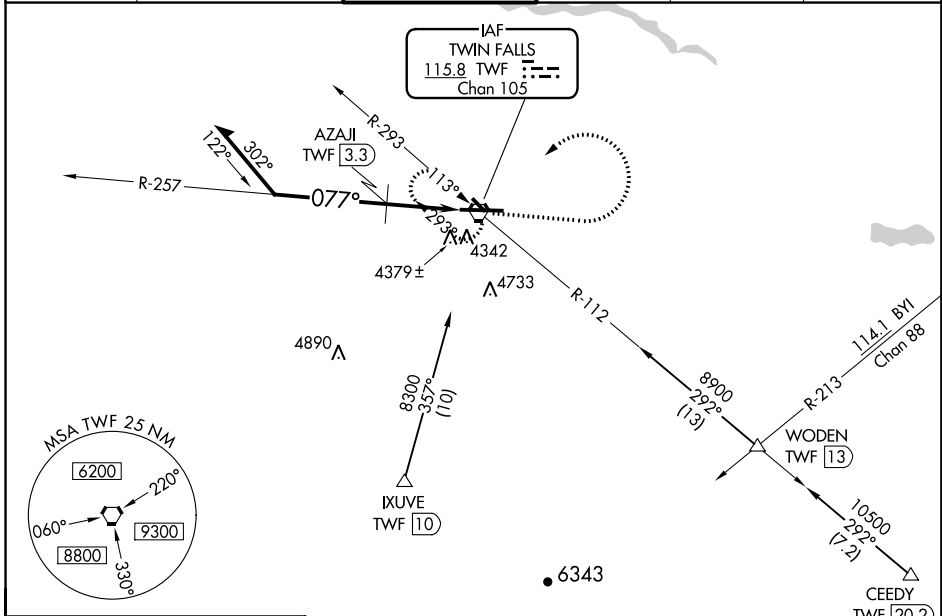 IAF
TWIN FALLS
115.8 TWF
Chan 105
R-293
AZAJI
TWF 3.3
122°
302°
R-257
077°
113°
293°
4342
4379±
4733
R-112
4890
114.1 BYI
Chan 88
R-213
8300
357°
(10)
8900
292°
(13)
WODEN
TWF 13
MSA TWF 25 NM
6200
220°
060°
9300
8800
330°
IXUVE
TWF 10
10500
292°
(7.2)
6343
CEEDY
TWF 20.2